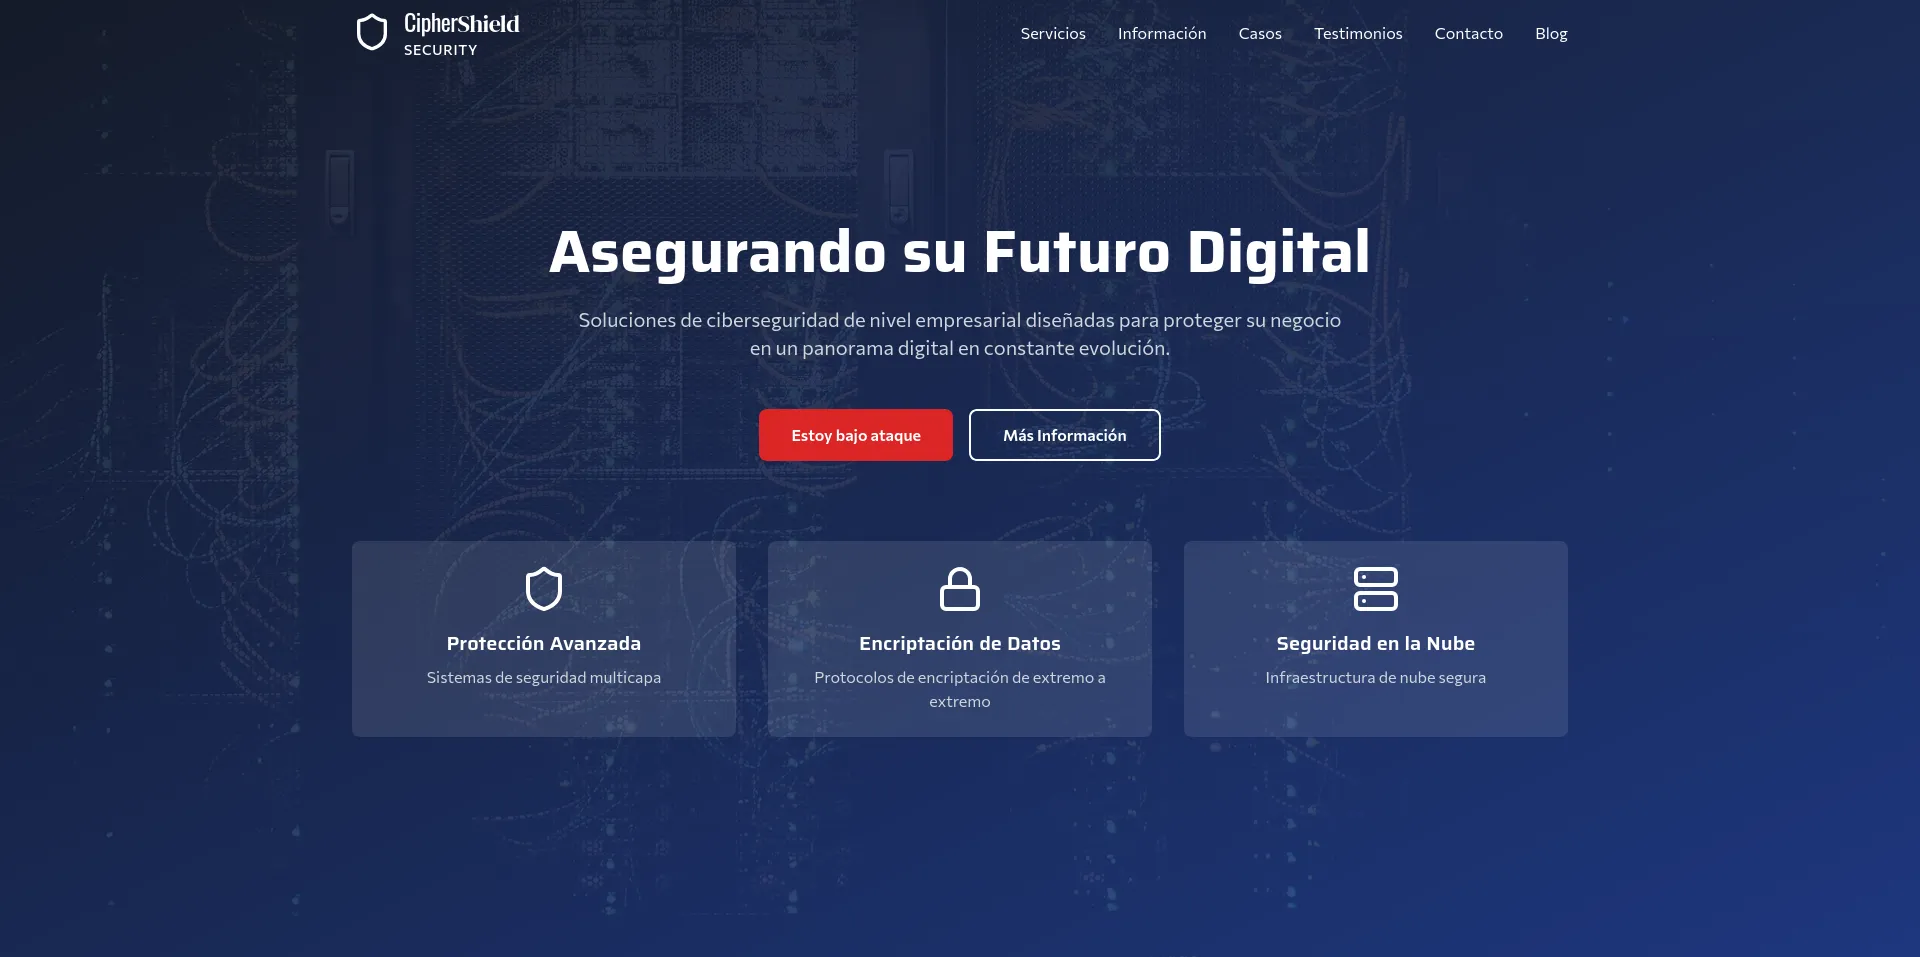 CipherShield
SECURITY
Servicios
Información
Casos
Testimonios
Contacto
Blog
Asegurando su Futuro Digital
Soluciones de ciberseguridad de nivel empresarial diseñadas para proteger su negocio
en un panorama digital en constante evolución.
Estoy bajo ataque
Más Información
Protección Avanzada
Sistemas de seguridad multicapa
Encriptación de Datos
Protocolos de encriptación de extremo a
extremo
Seguridad en la Nube
Infraestructura de nube segura